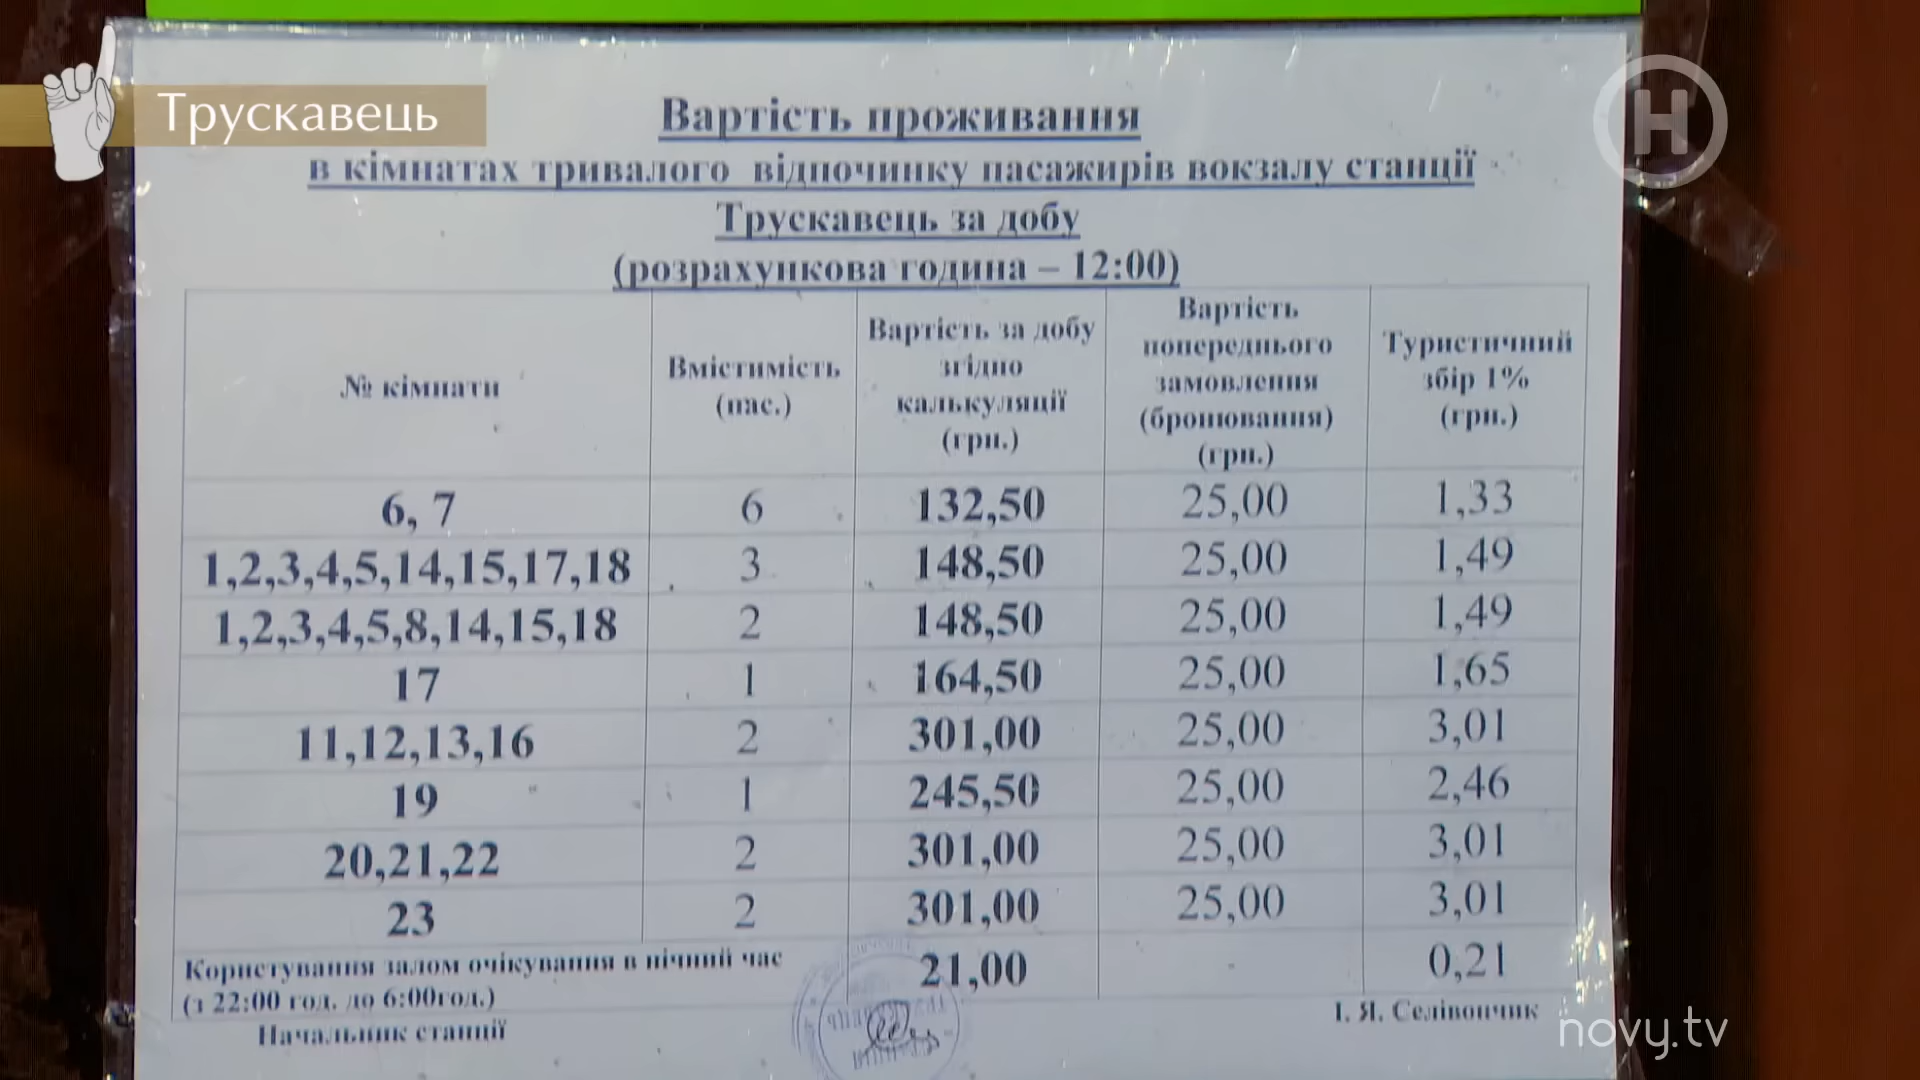 Трускавець
Н
Вартість проживання
в кімнатах тривалого відпочинку пасажирів вокзалу станції
Трускавець за добу
(розрахункова година – 12:00)
№ кімнати
Вмістимість
(пас.)
Вартість за добу
згідно
калькуляції
(грн.)
Вартість
попереднього
замовлення
(бронювання)
(грн.)
Туристичний
збір 1%
(грн.)
6, 7 6 132,50 25,00 1,33
1,2,3,4,5,14,15,17,18 3 148,50 25,00 1,49
1,2,3,4,5,8,14,15,18 2 148,50 25,00 1,49
17 1 164,50 25,00 1,65
11,12,13,16 2 301,00 25,00 3,01
19 1 245,50 25,00 2,46
20,21,22 2 301,00 25,00 3,01
23 2 301,00 25,00 3,01
Користування залом очікування в нічний час
(з 22:00 год. до 6:00год.)
21,00 - 0,21
Начальник станції
І. Я. Селівончик
novy.tv